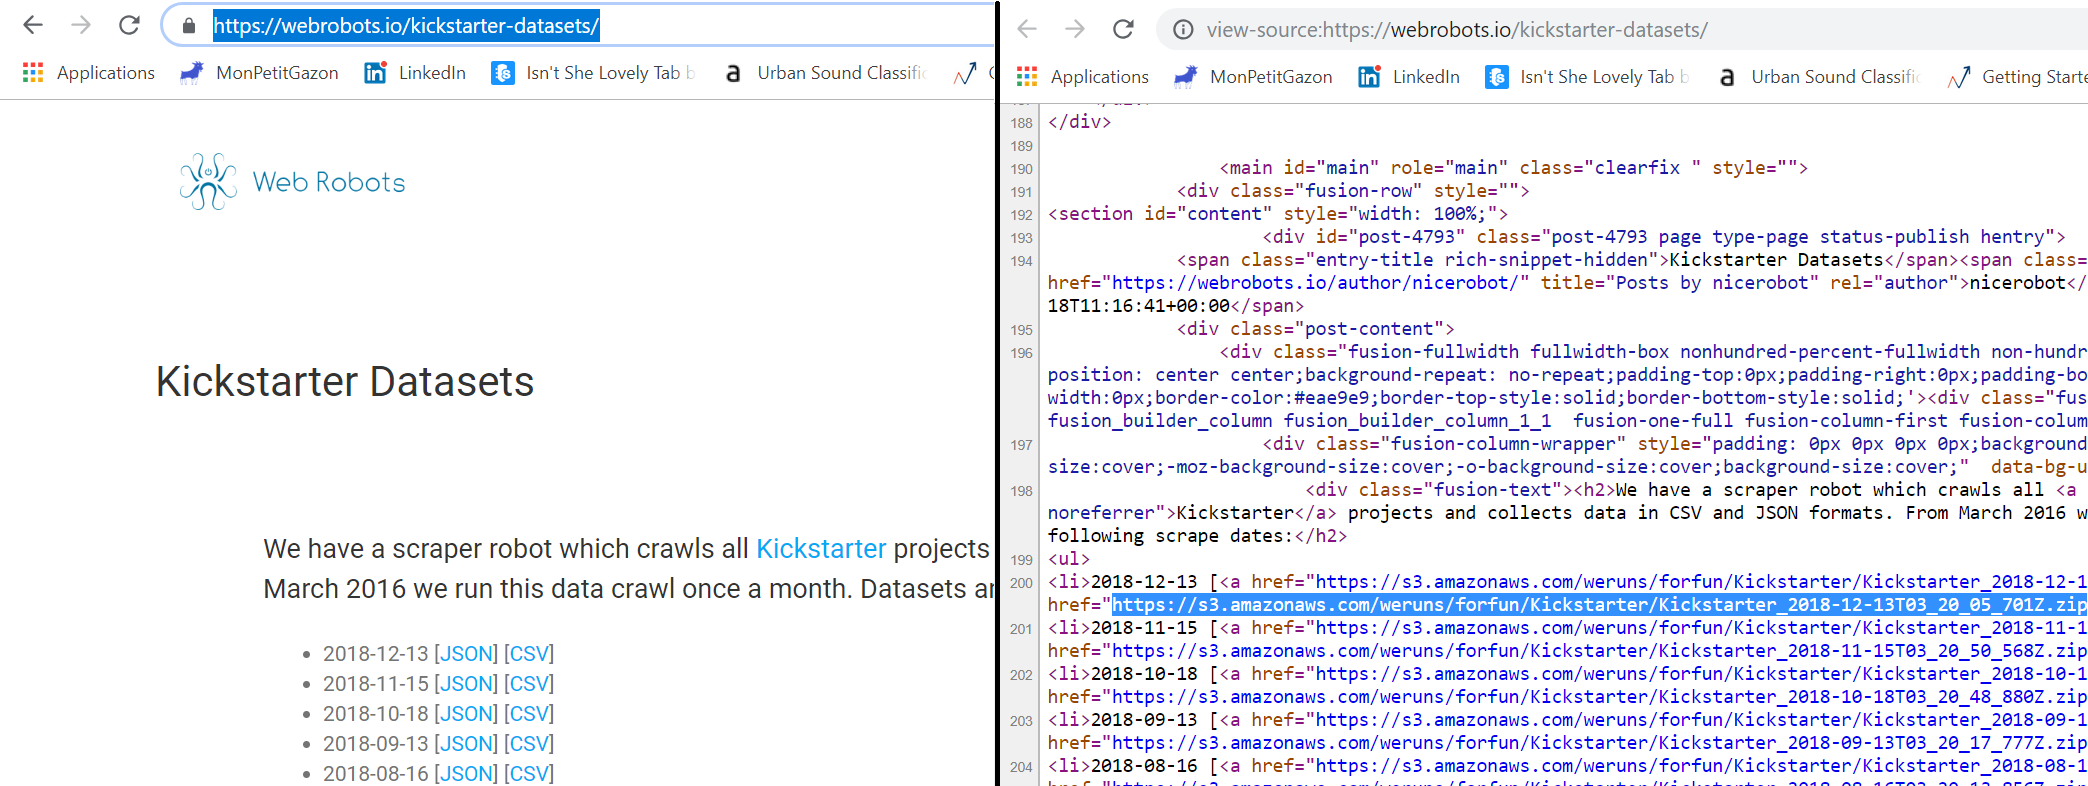 https://webrobots.io/kickstarter-datasets/
Applications MonPetitGazon LinkedIn Isn't She Lovely Tab Urban Sound Classific
Web Robots
Kickstarter Datasets
We have a scraper robot which crawls all Kickstarter projects
March 2016 we run this data crawl once a month. Datasets
2018-12-13 [JSON] [CSV]
2018-11-15 [JSON] [CSV]
2018-10-18 [JSON] [CSV]
2018-09-13 [JSON] [CSV]
2018-08-16 [JSON] [CSV]
view-source:https://webrobots.io/kickstarter-datasets/
Applications MonPetitGazon LinkedIn Isn't She Lovely Tab Urban Sound Classific Getting Starte
188 </div>
189
190 <main id="main" role="main" class="clearfix " style="">
191 <div class="fusion-row" style="">
192 <section id="content" style="width: 100%;">
193 <div id="post-4793" class="post-4793 page type-page status-publish hentry">
194 <span class="entry-title rich-snippet-hidden">Kickstarter Datasets</span><span class=
href="https://webrobots.io/author/nicerobot/" title="Posts by nicerobot" rel="author">nicerobot</
18T11:16:41+00:00</span>
195 <div class="post-content">
196 <div class="fusion-fullwidth fullwidth-box nonhundred-percent-fullwidth non-hundr
position: center center;background-repeat: no-repeat;padding-top:0px;padding-right:0px;padding-bo
width:0px;border-color:#eae9e9;border-top-style:solid;border-bottom-style:solid;'><div class="fus
fusion_builder_column fusion_builder_column_1_1  fusion-one-full fusion-column-first fusion-colum
197 <div class="fusion-column-wrapper" style="padding: 0px 0px 0px 0px;background
size:cover;-moz-background-size:cover;-o-background-size:cover;background-size:cover;"  data-bg-u
198 <div class="fusion-text"><h2>We have a scraper robot which crawls all <a
noreferrer">Kickstarter</a> projects and collects data in CSV and JSON formats. From March 2016 w
following scrape dates:</h2>
199 <ul>
200 <li>2018-12-13 [<a href="https://s3.amazonaws.com/weruns/forfun/Kickstarter/Kickstarter_2018-12-1
href="https://s3.amazonaws.com/weruns/forfun/Kickstarter/Kickstarter_2018-12-13T03_20_05_701Z.zip
201 <li>2018-11-15 [<a href="https://s3.amazonaws.com/weruns/forfun/Kickstarter/Kickstarter_2018-11-1
href="https://s3.amazonaws.com/weruns/forfun/Kickstarter/Kickstarter_2018-11-15T03_20_50_568Z.zip
202 <li>2018-10-18 [<a href="https://s3.amazonaws.com/weruns/forfun/Kickstarter/Kickstarter_2018-10-1
href="https://s3.amazonaws.com/weruns/forfun/Kickstarter/Kickstarter_2018-10-18T03_20_48_880Z.zip
203 <li>2018-09-13 [<a href="https://s3.amazonaws.com/weruns/forfun/Kickstarter/Kickstarter_2018-09-1
href="https://s3.amazonaws.com/weruns/forfun/Kickstarter/Kickstarter_2018-09-13T03_20_17_777Z.zip
204 <li>2018-08-16 [<a href="https://s3.amazonaws.com/weruns/forfun/Kickstarter/Kickstarter_2018-08-1